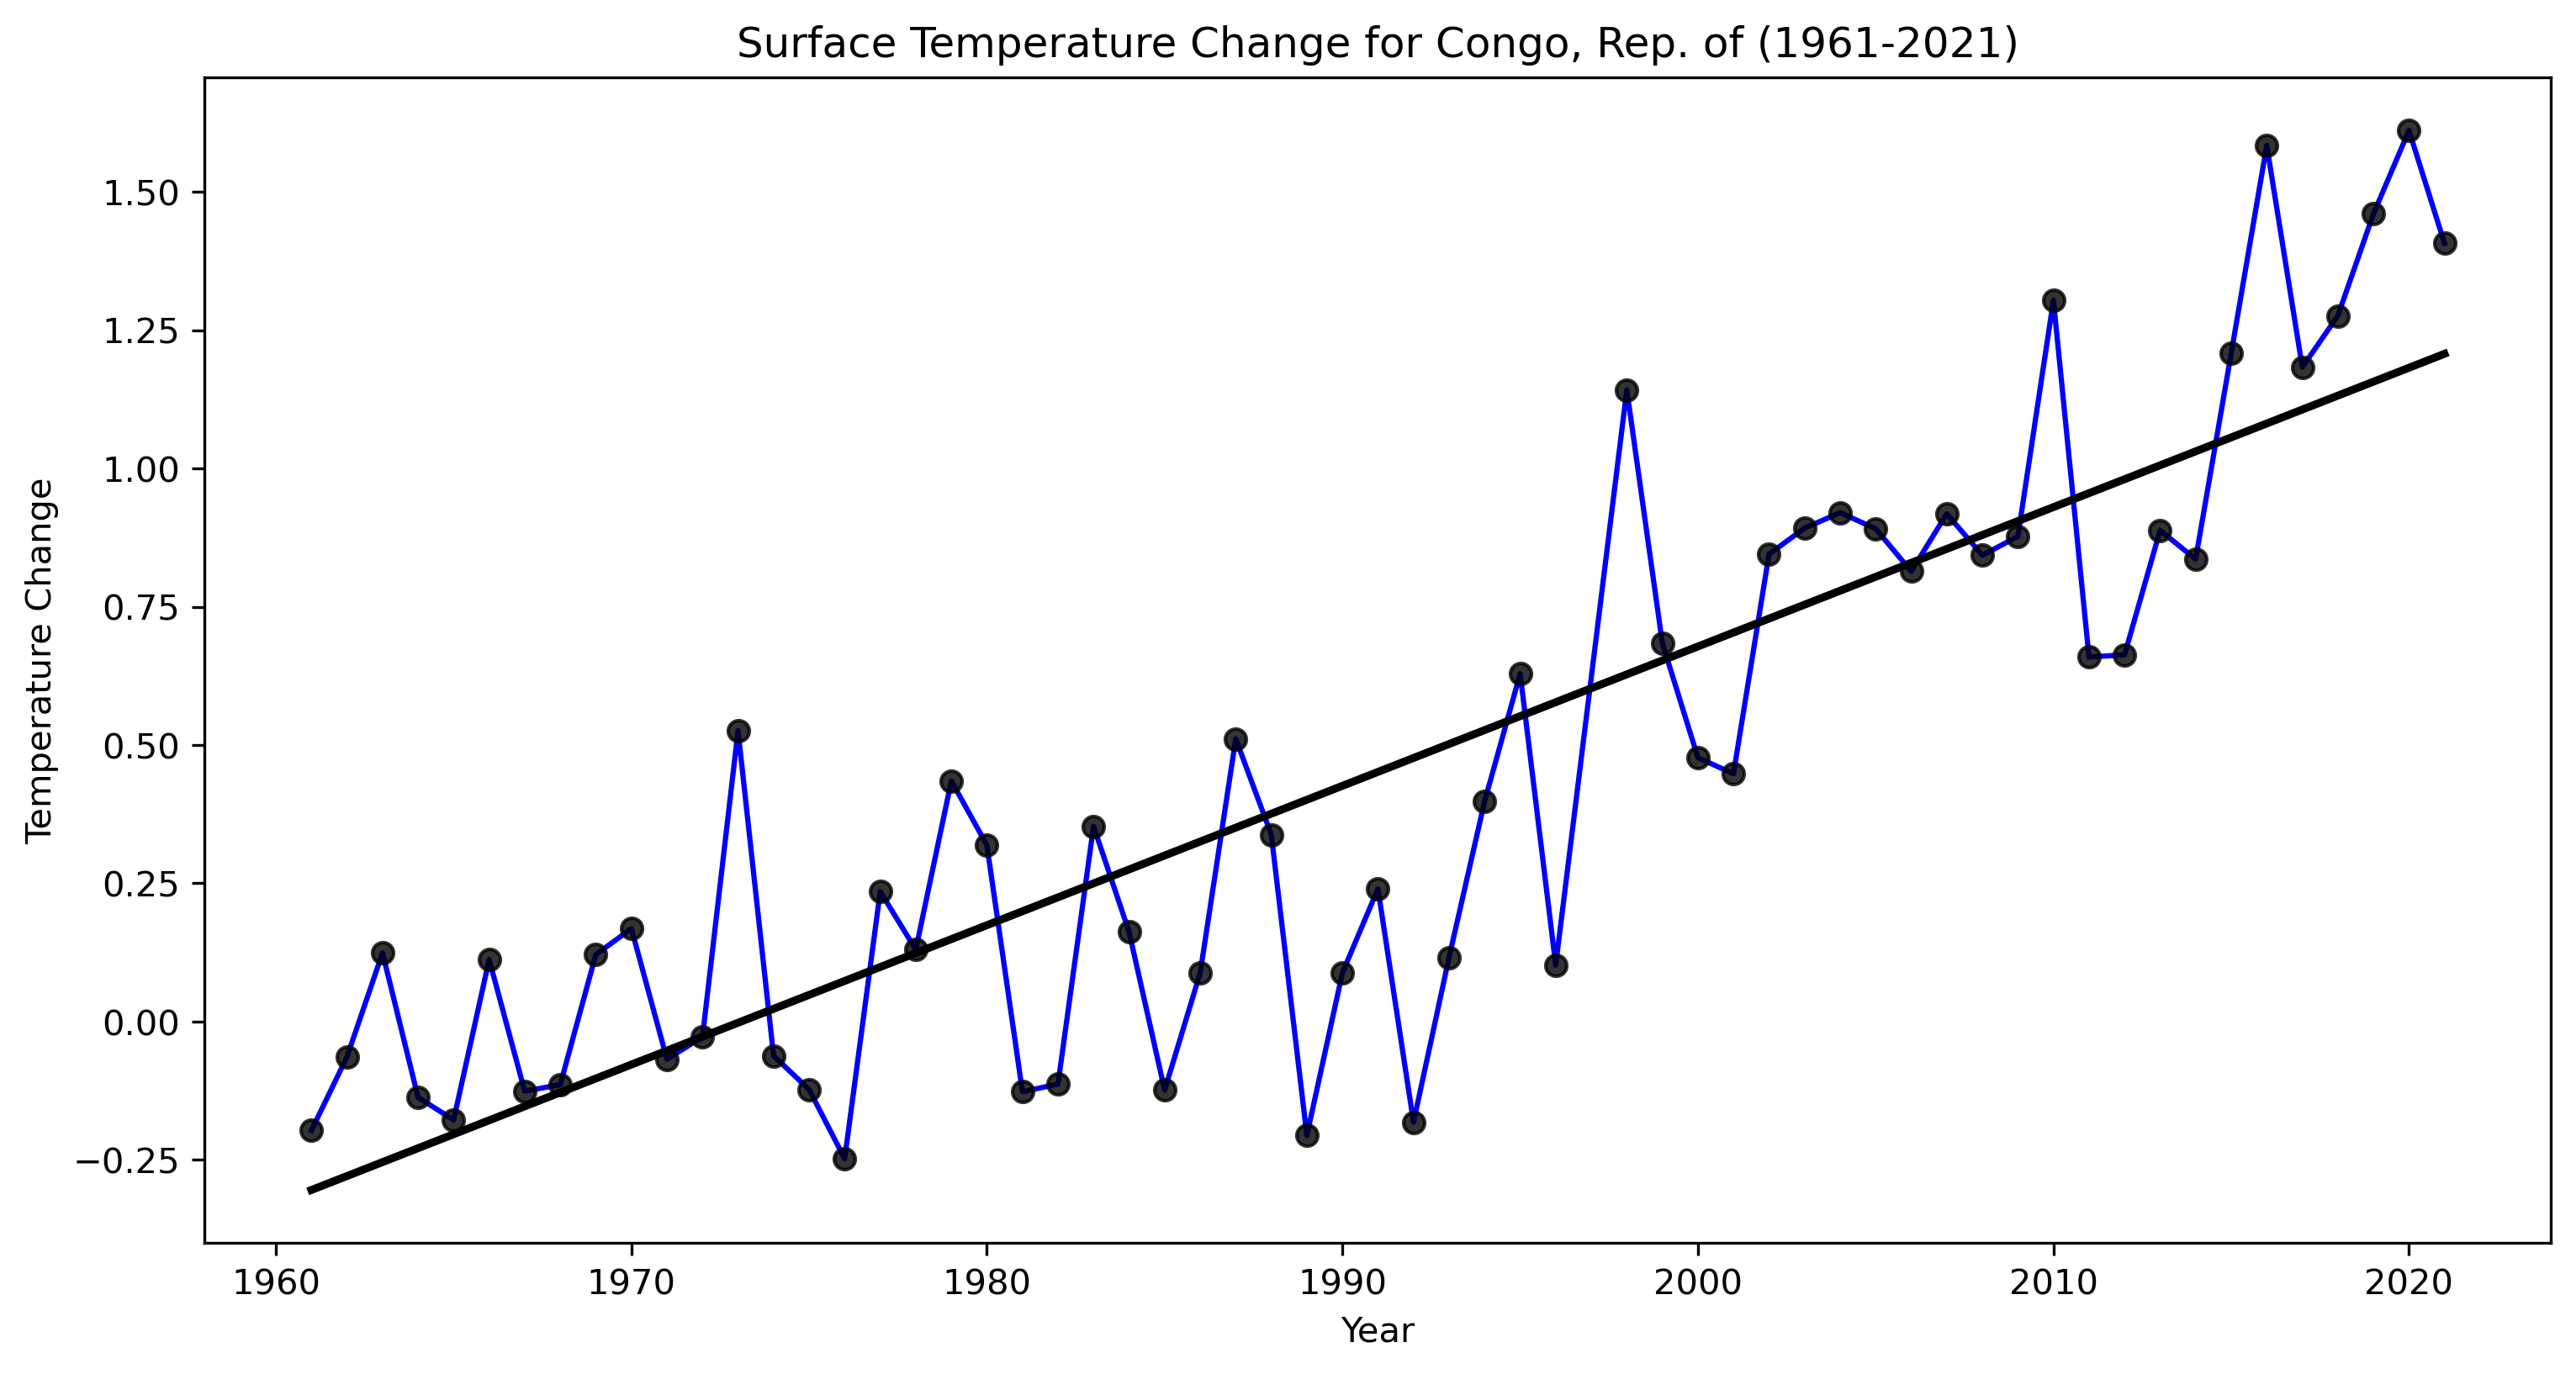 Surface Temperature Change for Congo, Rep. of (1961-2021)
Temperature Change
1.50
1.25
1.00
0.75
0.50
0.25
0.00
−0.25
1960 1970 1980 1990 2000 2010 2020
Year